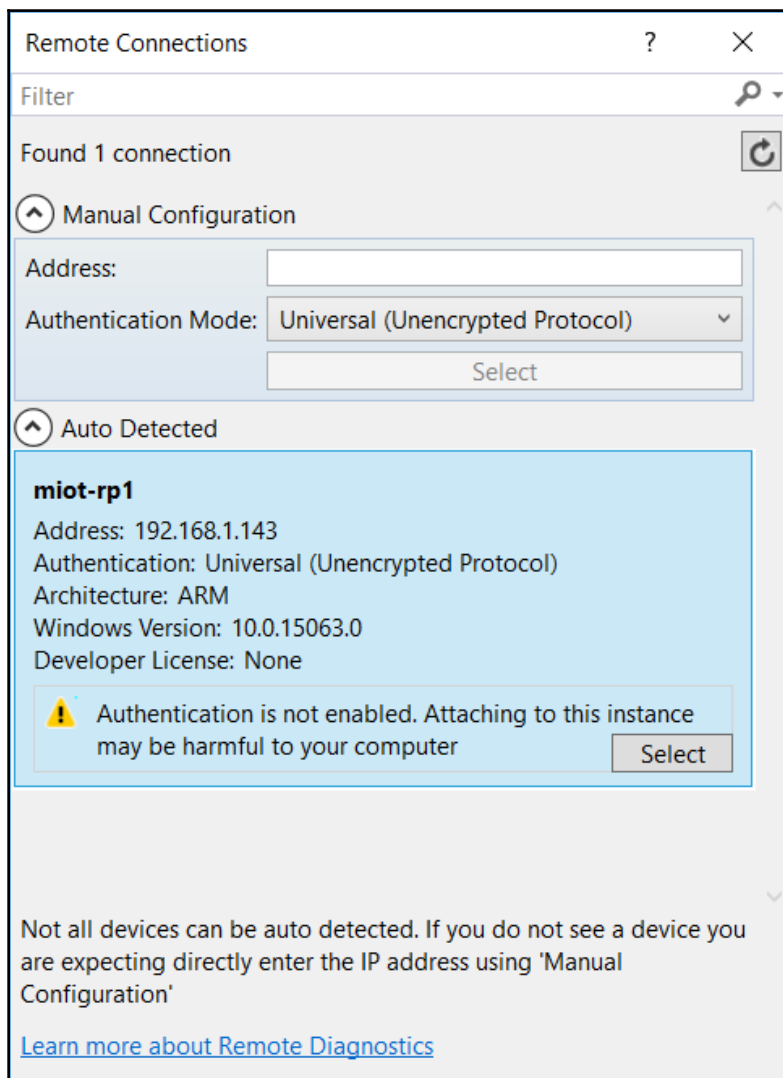 Remote Connections
?
Filter
Found 1 connection
Manual Configuration
Address:
Authentication Mode: Universal (Unencrypted Protocol)
Select
Auto Detected
miot-rp1
Address: 192.168.1.143
Authentication: Universal (Unencrypted Protocol)
Architecture: ARM
Windows Version: 10.0.15063.0
Developer License: None
Authentication is not enabled. Attaching to this instance
may be harmful to your computer
Select
Not all devices can be auto detected. If you do not see a device you
are expecting directly enter the IP address using 'Manual
Configuration'
Learn more about Remote Diagnostics